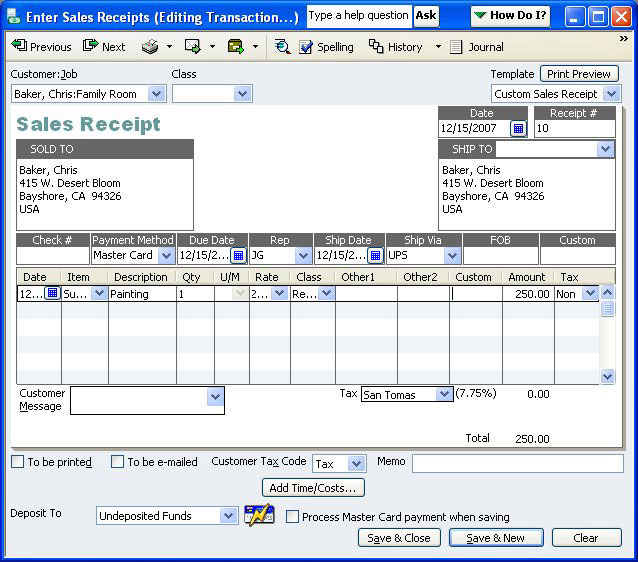 Enter Sales Receipts (Editing Transaction...) Type a help question Ask How Do I?
Previous Next Spelling History Journal »
Customer:Job Class Template Print Preview
Baker, Chris:Family Room Custom Sales Receipt
Sales Receipt
Date Receipt #
12/15/2007 10
SOLD TO SHIP TO
Baker, Chris Baker, Chris
415 W. Desert Bloom 415 W. Desert Bloom
Bayshore, CA 94326 Bayshore, CA 94326
USA USA
Check # Payment Method Due Date Rep Ship Date Ship Via FOB Custom
Master Card 12/15/2... JG 12/15/2... UPS
Date Item Description Qty U/M Rate Class Other1 Other2 Custom Amount Tax
12... Su... Painting 1 2... Re... 250.00 Non
Customer Message Tax San Tomas (7.75%) 0.00
Total 250.00
To be printed To be e-mailed Customer Tax Code Tax Memo
Add Time/Costs...
Deposit To Undeposited Funds Process Master Card payment when saving
Save & Close Save & New Clear